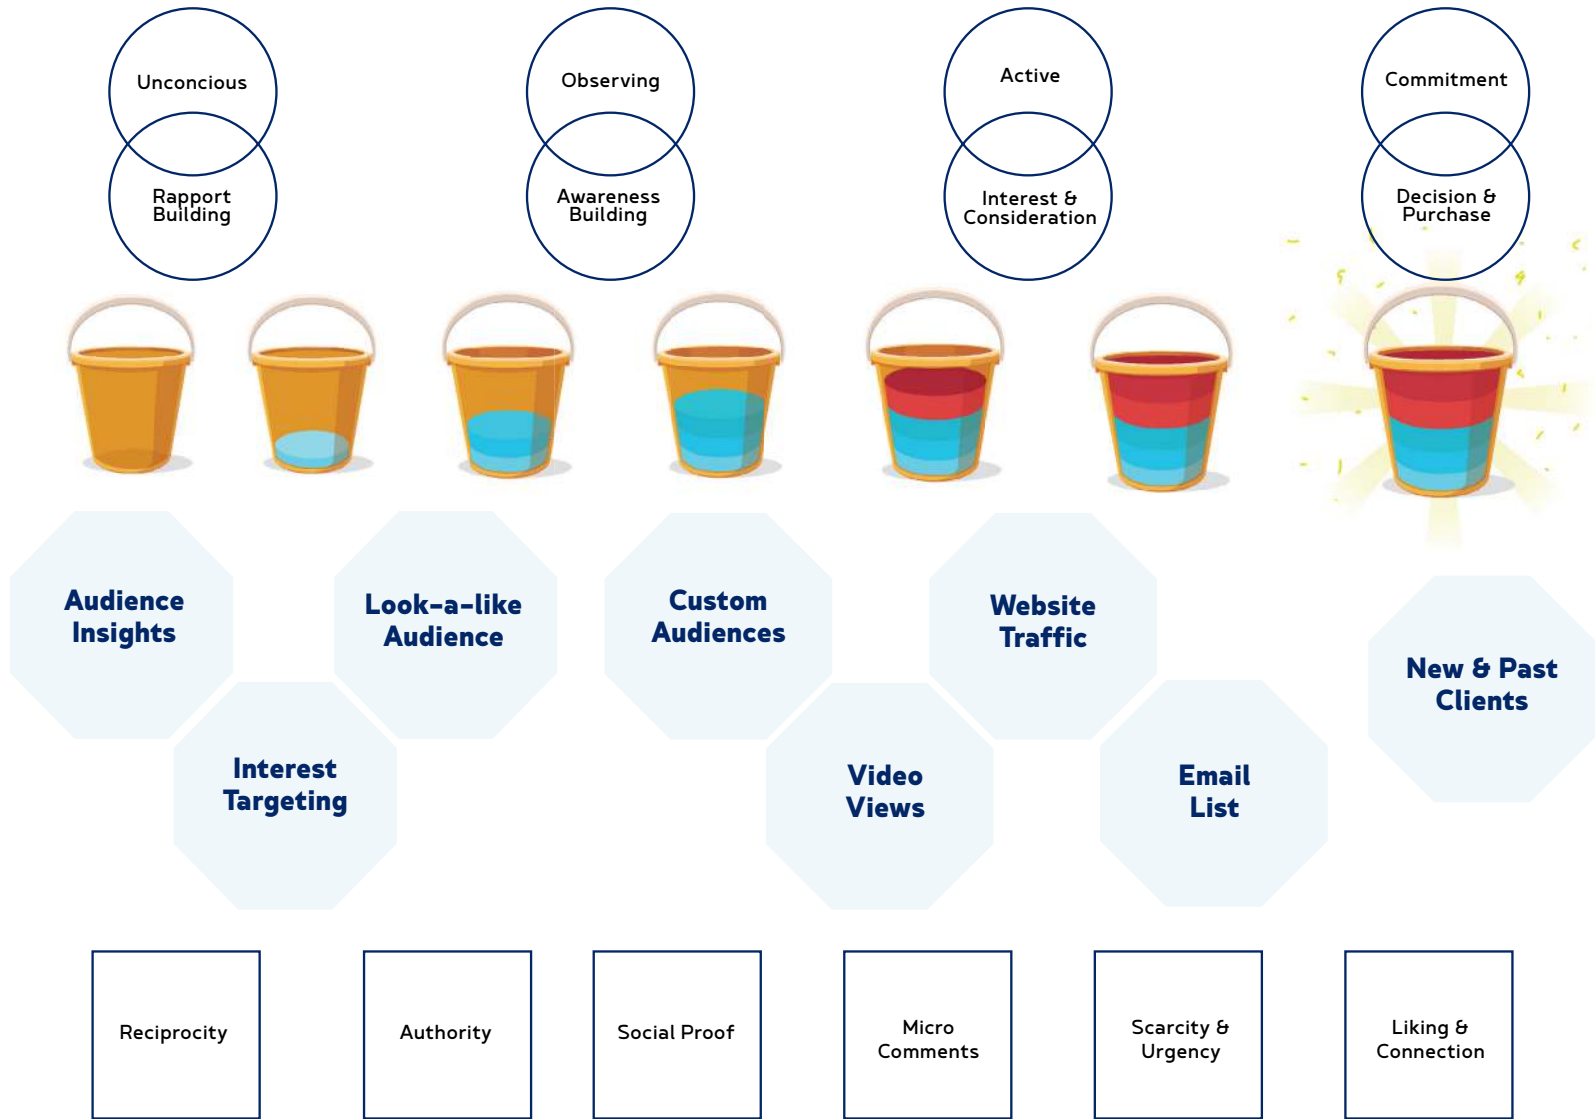 Unconcious
Observing
Active
Commitment
Rapport
Building
Awareness
Building
Interest &
Consideration
Decision &
Purchase
Audience
Insights
Look-a-like
Audience
Custom
Audiences
Website
Traffic
New & Past
Clients
Interest
Targeting
Video
Views
Email
List
Reciprocity
Authority
Social Proof
Micro
Comments
Scarcity &
Urgency
Liking &
Connection